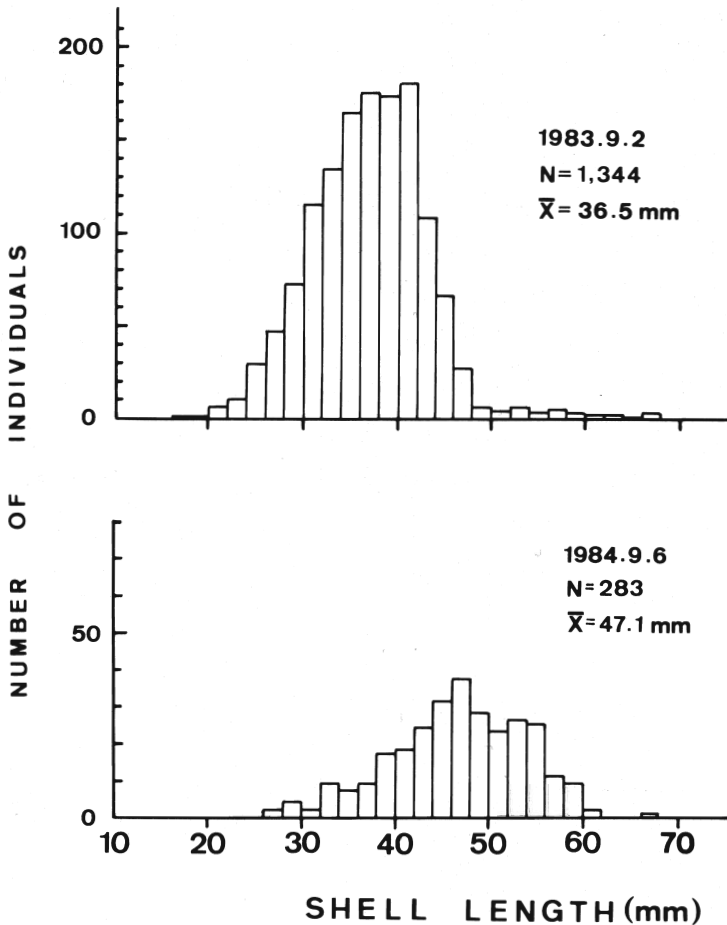 200
1983.9.2
N=1,344
X̄=36.5 mm
100
0
NUMBER OF INDIVIDUALS
1984.9.6
N=283
X̄=47.1 mm
50
0
10 20 30 40 50 60 70
SHELL LENGTH (mm)